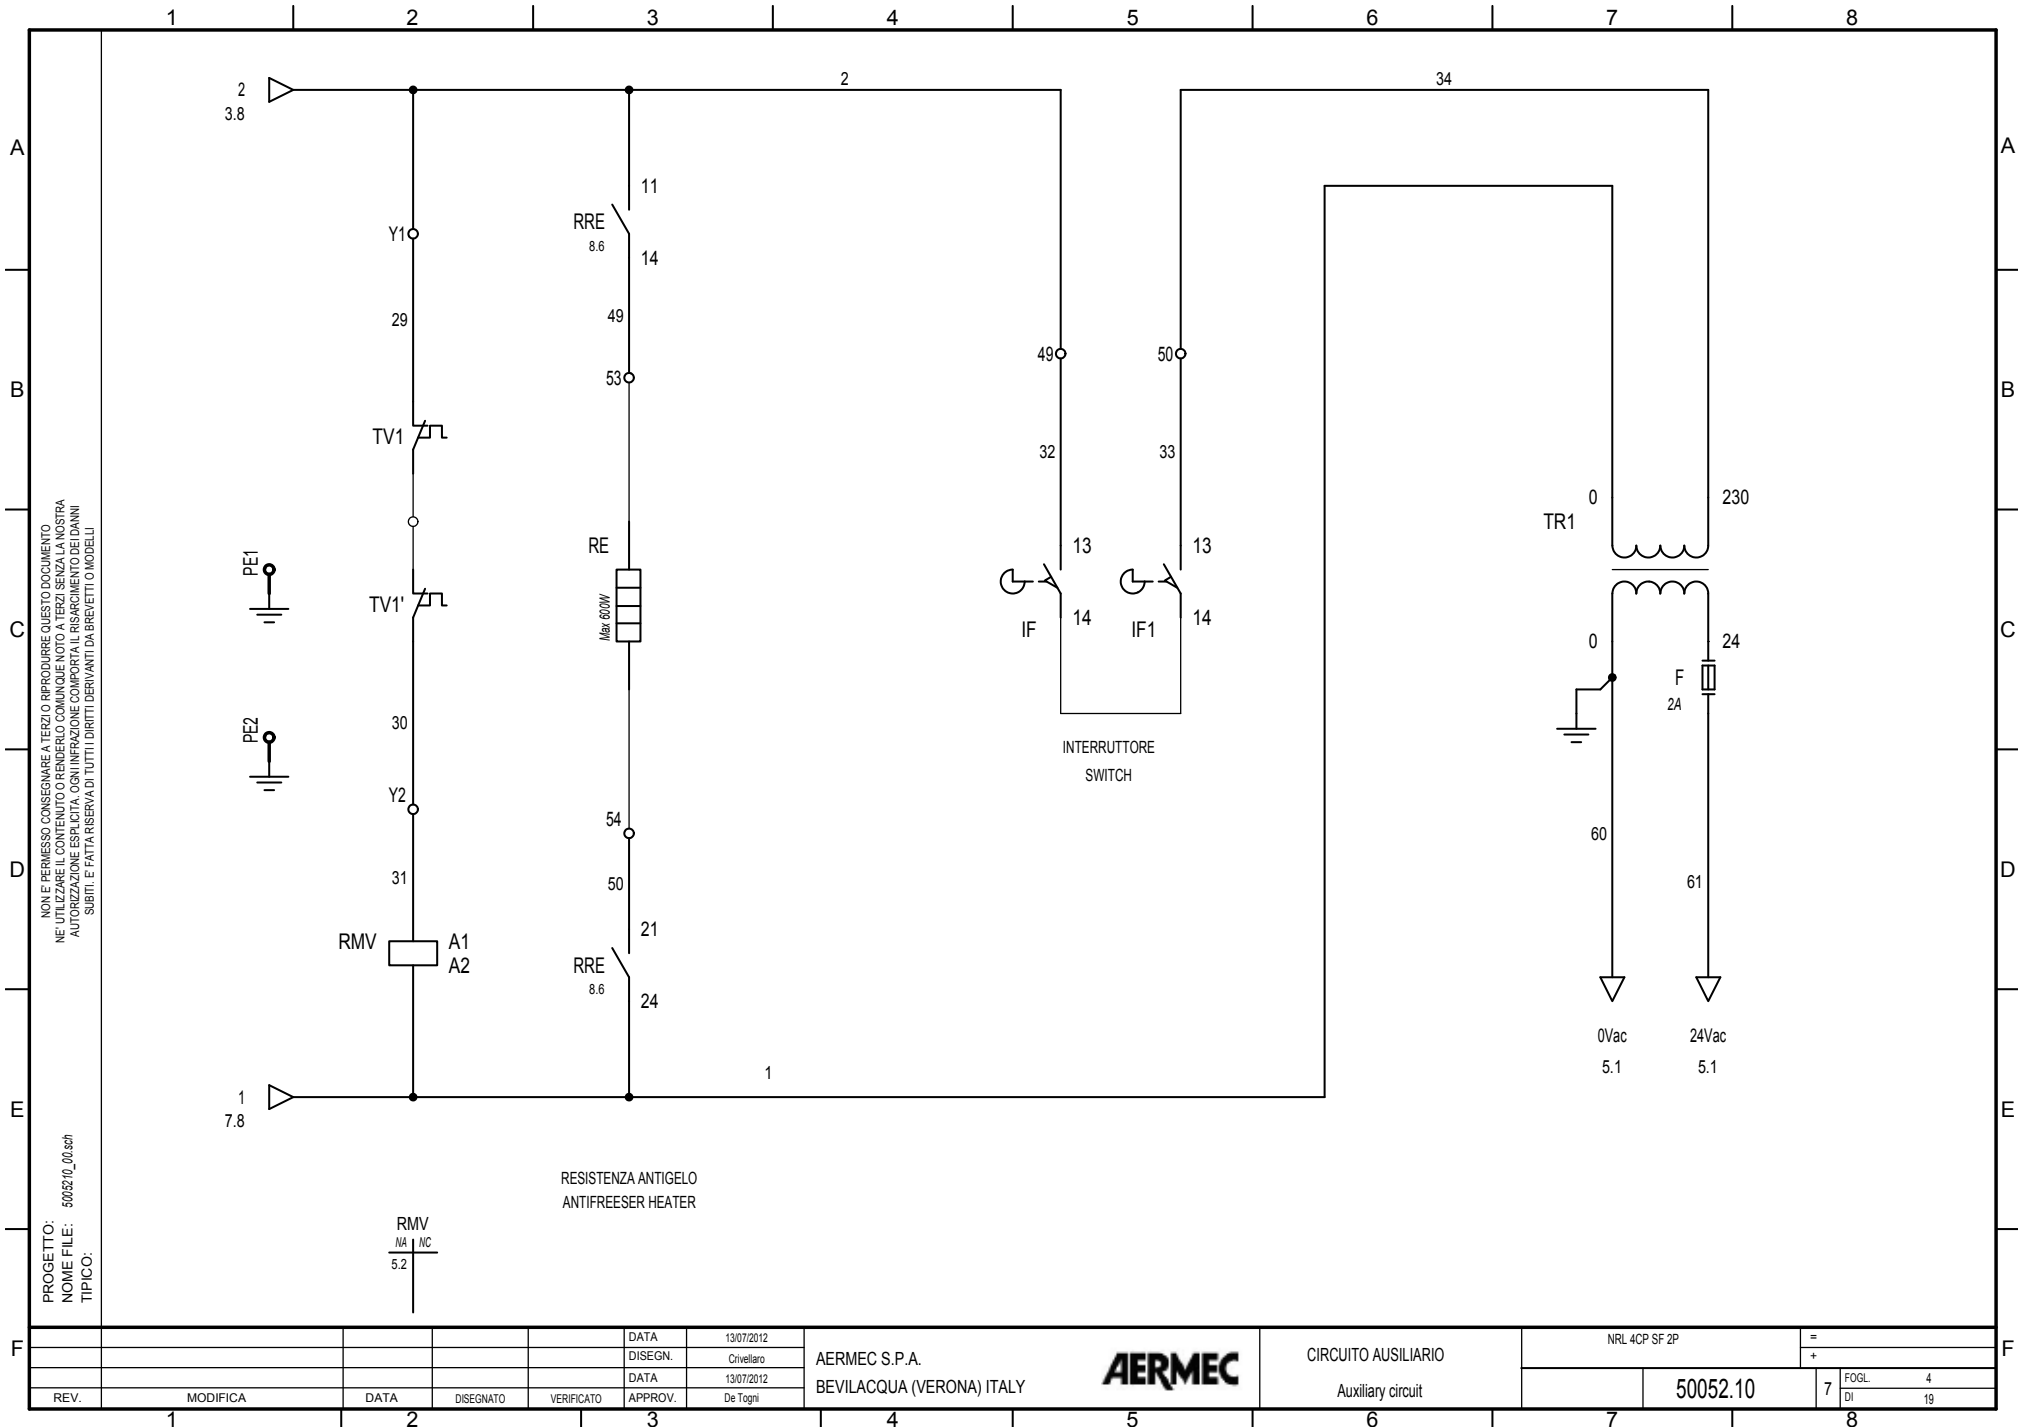 1 2 3 4 5 6 7 8
A
B
C
D
E
F
A
B
C
D
E
F
2
3.8
2
34
Y1
29
TV1
TV1'
30
Y2
31
RMV
A1
A2
PE1
PE2
11
RRE
8.6
14
49
53
RE
Max 600W
54
50
21
RRE
8.6
24
49
32
13
14
IF
50
33
13
14
IF1
INTERRUTTORE
SWITCH
0
230
TR1
0
24
F
2A
60
61
0Vac
5.1
24Vac
5.1
1
7.8
1
RESISTENZA ANTIGELO
ANTIFREESER HEATER
RMV
NA NC
5.2
NON E' PERMESSO CONSEGNARE A TERZI O RIPRODURRE QUESTO DOCUMENTO
NE' UTILIZZARE IL CONTENUTO O RENDERLO COMUNQUE NOTO A TERZI SENZA LA NOSTRA
AUTORIZZAZIONE ESPLICITA. OGNI INFRAZIONE COMPORTA IL RISARCIMENTO DEI DANNI
SUBITI. E' FATTA RISERVA DI TUTTI I DIRITTI DERIVANTI DA BREVETTI O MODELLI
PROGETTO:
NOME FILE: 5005210_00.sch
TIPICO:
REV. MODIFICA DATA DISEGNATO VERIFICATO
DATA 13/07/2012
DISEGN. Crivellaro
DATA 13/07/2012
APPROV. De Togni
AERMEC S.P.A.
BEVILACQUA (VERONA) ITALY
AERMEC
CIRCUITO AUSILIARIO
Auxiliary circuit
NRL 4CP SF 2P
=
+
50052.10
7
FOGL. 4
DI 19
1 2 3 4 5 6 7 8